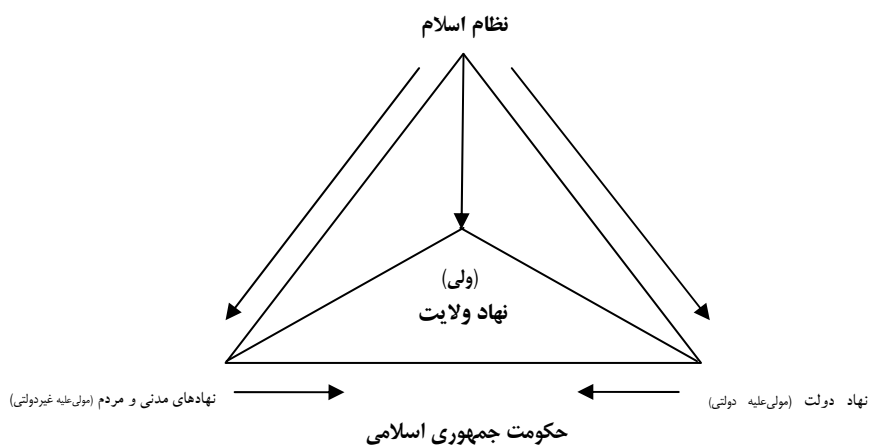 نظام اسلام
(ولی)
نهاد ولایت
نهاد دولت (مولی‌علیه دولتی)
نهادهای مدنی و مردم (مولی‌علیه غیردولتی)
حکومت جمهوری اسلامی